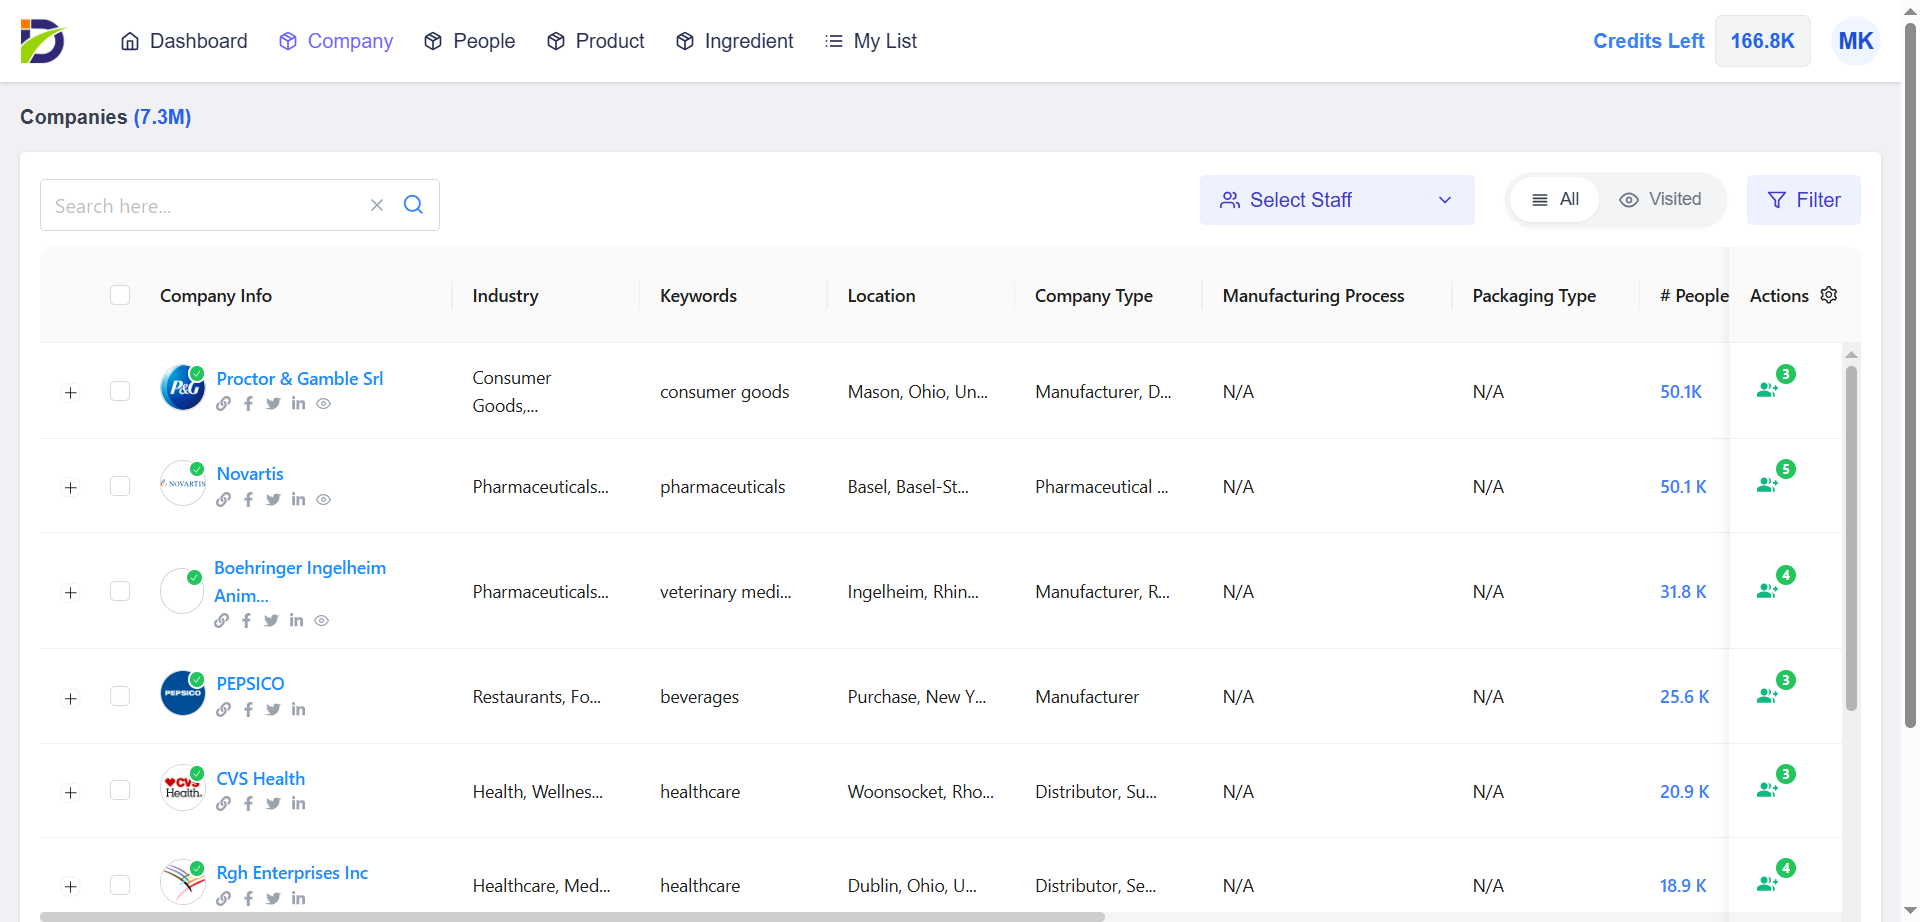 Dashboard Company People Product Ingredient My List Credits Left 166.8K MK
Companies (7.3M)
Search here... Select Staff All Visited Filter
Company Info Industry Keywords Location Company Type Manufacturing Process Packaging Type # People Actions
P&G Proctor & Gamble Srl Consumer Goods,... consumer goods Mason, Ohio, Un... Manufacturer, D... N/A N/A 50.1K 3
NOVARTIS Novartis Pharmaceuticals... pharmaceuticals Basel, Basel-St... Pharmaceutical ... N/A N/A 50.1 K 5
Boehringer Ingelheim Anim... Pharmaceuticals... veterinary medi... Ingelheim, Rhin... Manufacturer, R... N/A N/A 31.8 K 4
PEPSICO PEPSICO Restaurants, Fo... beverages Purchase, New Y... Manufacturer N/A N/A 25.6 K 3
CVS Health. CVS Health Health, Wellnes... healthcare Woonsocket, Rho... Distributor, Su... N/A N/A 20.9 K 3
Rgh Enterprises Inc Healthcare, Med... healthcare Dublin, Ohio, U... Distributor, Se... N/A N/A 18.9 K 4